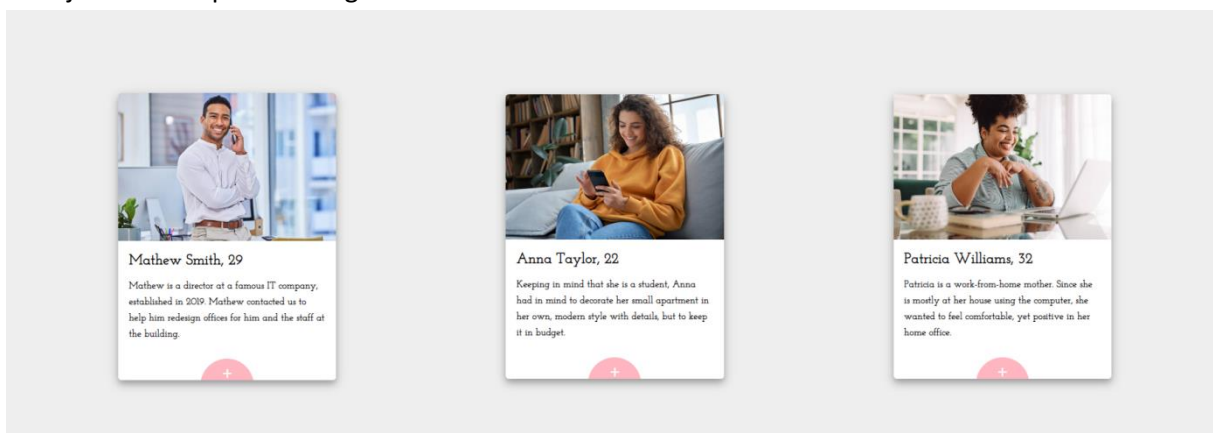 Mathew Smith, 29
Mathew is a director at a famous IT company,
established in 2019. Mathew contacted us to
help him redesign offices for him and the staff at
the building.
+
Anna Taylor, 22
Keeping in mind that she is a student, Anna
had in mind to decorate her small apartment in
her own, modern style with details, but to keep
it in budget.
+
Patricia Williams, 32
Patricia is a work-from-home mother. Since she
is mostly at her house using the computer, she
wanted to feel comfortable, yet positive in her
home office.
+